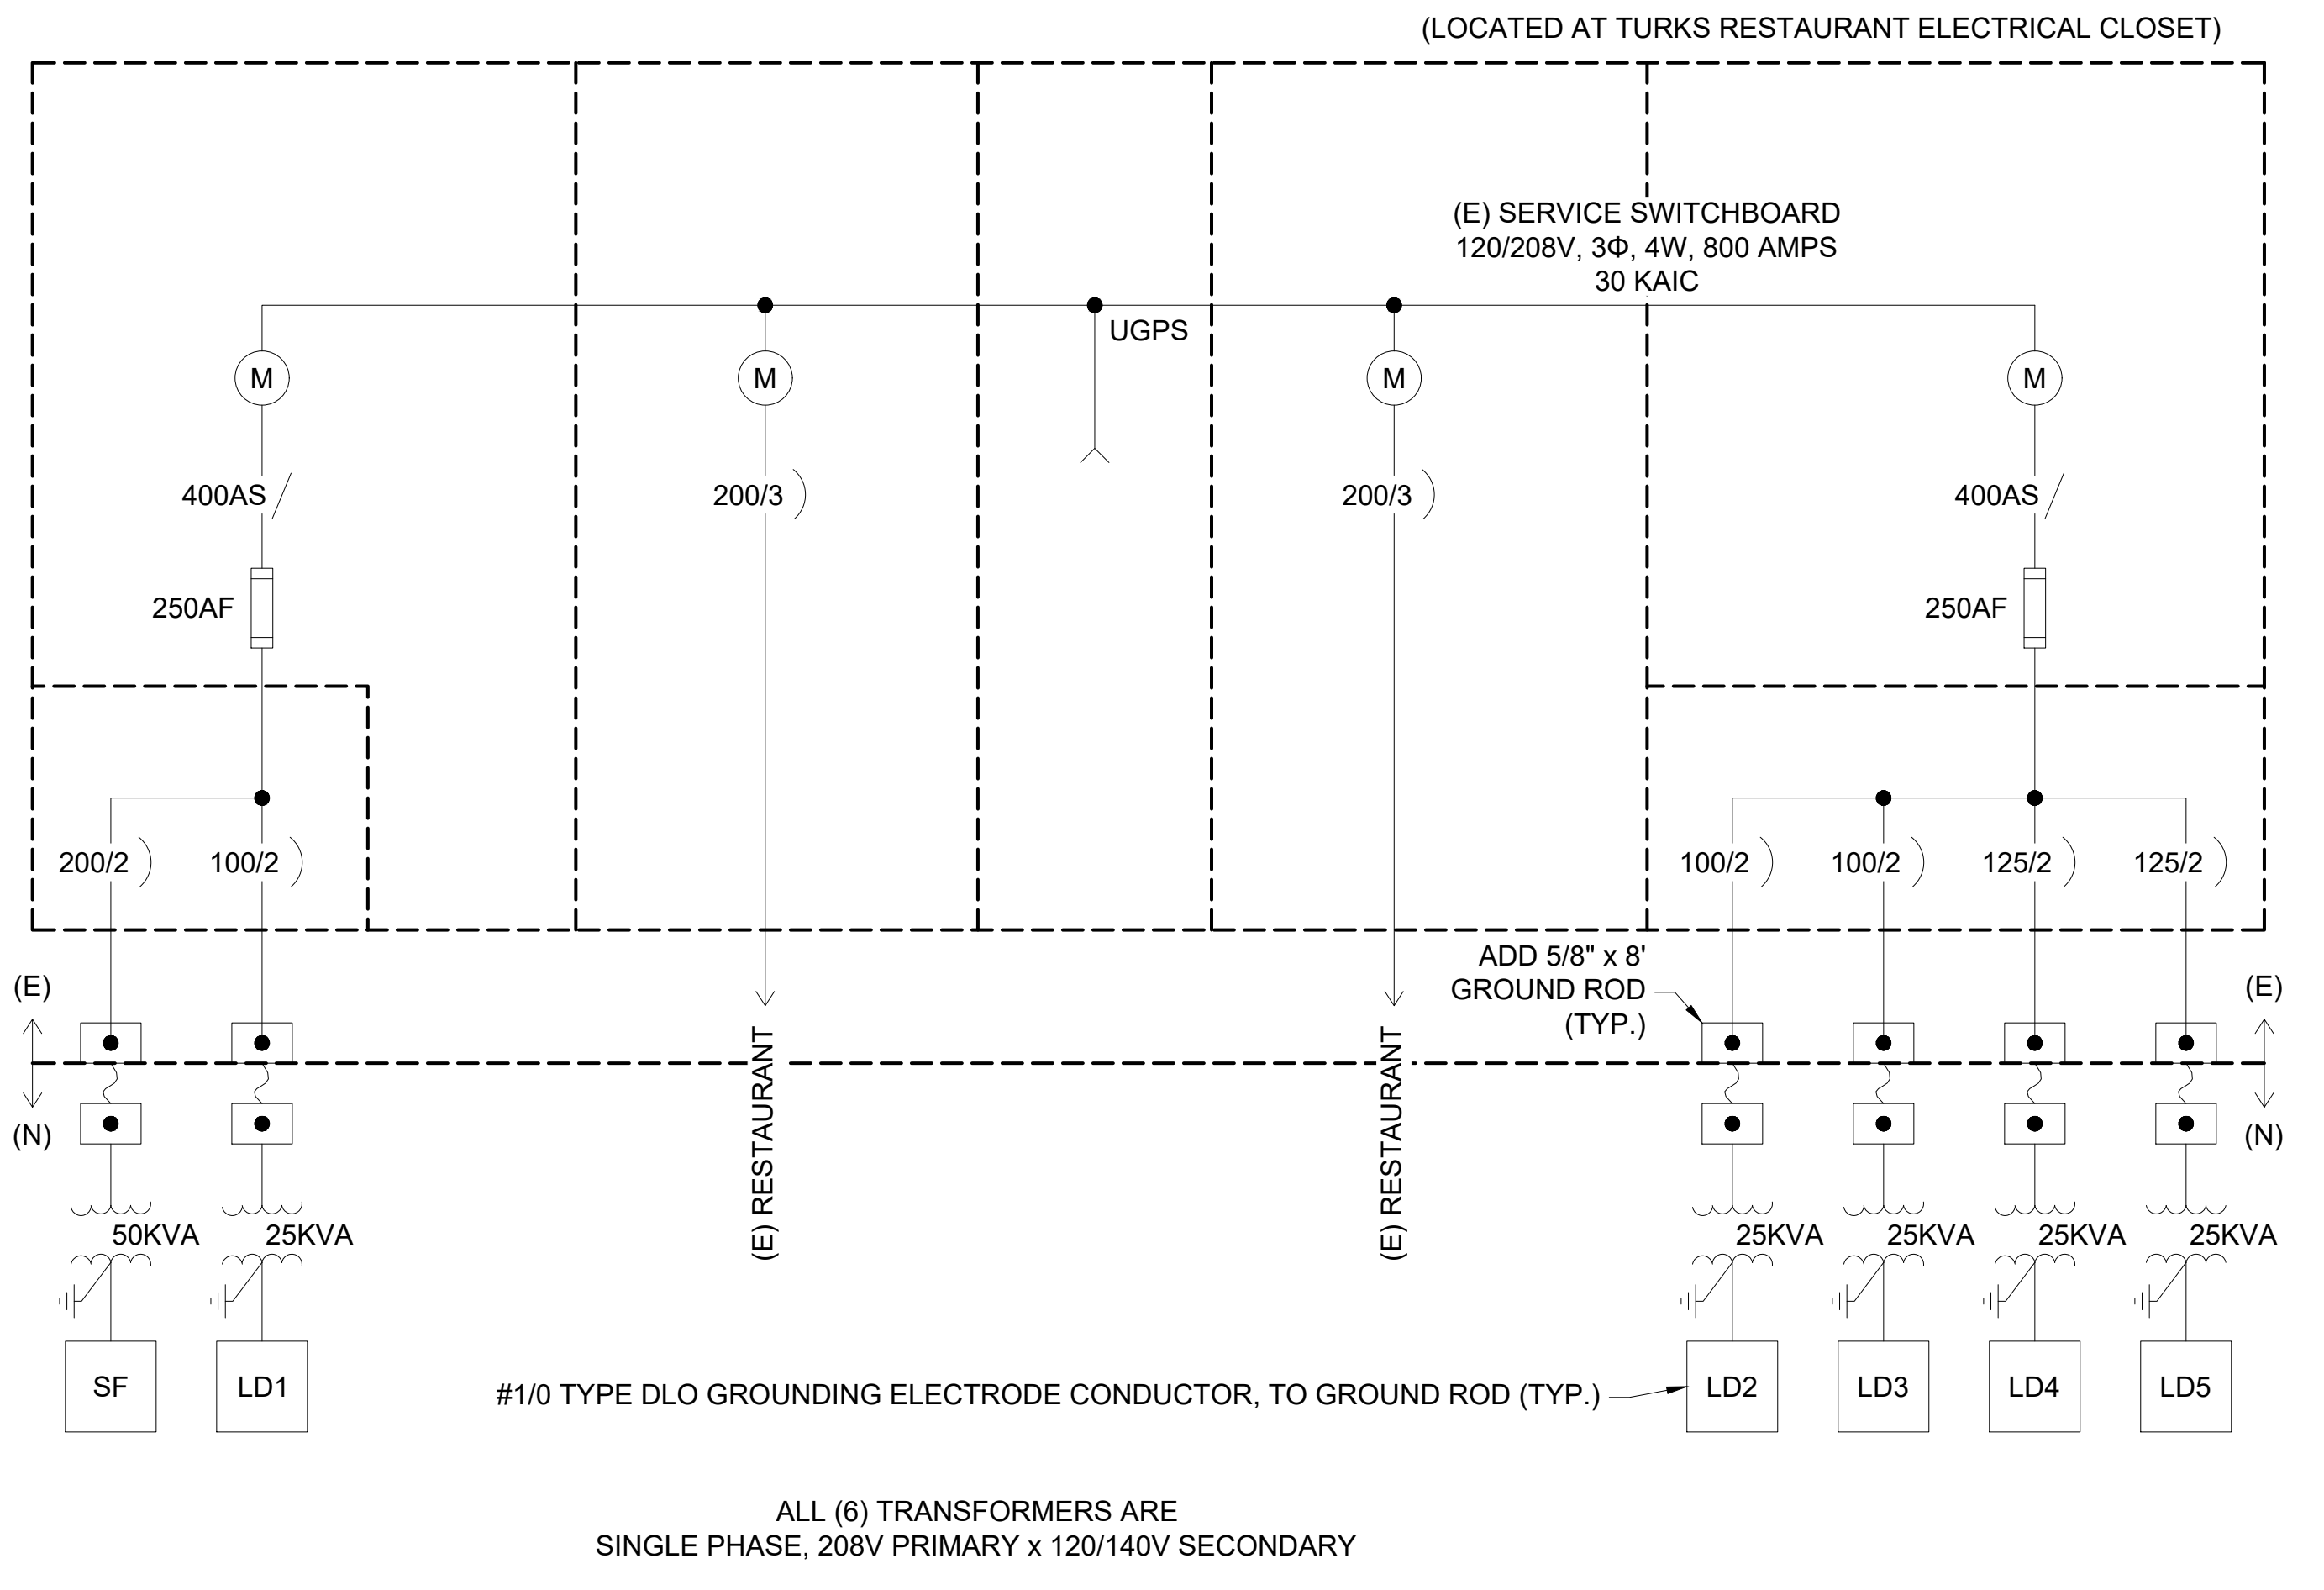 (LOCATED AT TURKS RESTAURANT ELECTRICAL CLOSET)
(E) SERVICE SWITCHBOARD
120/208V, 3Φ, 4W, 800 AMPS
30 KAIC
UGPS
M
M
M
M
400AS
200/3
200/3
400AS
250AF
250AF
200/2
100/2
100/2
100/2
125/2
125/2
ADD 5/8" x 8'
GROUND ROD
(TYP.)
(E)
(E)
(N)
(N)
(E) RESTAURANT
(E) RESTAURANT
50KVA
25KVA
25KVA
25KVA
25KVA
25KVA
SF
LD1
#1/0 TYPE DLO GROUNDING ELECTRODE CONDUCTOR, TO GROUND ROD (TYP.)
LD2
LD3
LD4
LD5
ALL (6) TRANSFORMERS ARE
SINGLE PHASE, 208V PRIMARY x 120/140V SECONDARY